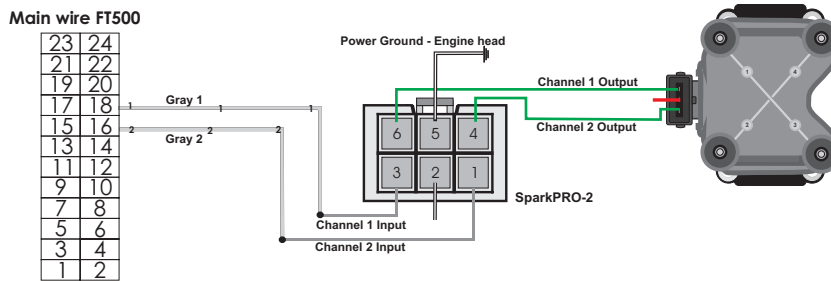 Main wire FT500
23 24
21 22
19 20
17 18
15 16
13 14
11 12
9 10
7 8
5 6
3 4
1 2
1 Gray 1 1 1
2 Gray 2 2 2
Power Ground - Engine head
6 5 4
3 2 1
SparkPRO-2
Channel 1 Input
Channel 2 Input
Channel 1 Output
Channel 2 Output
1 4
2 3